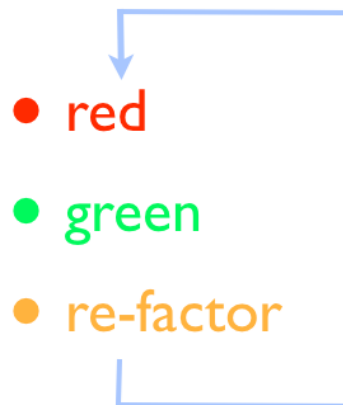 • red
• green
• re-factor